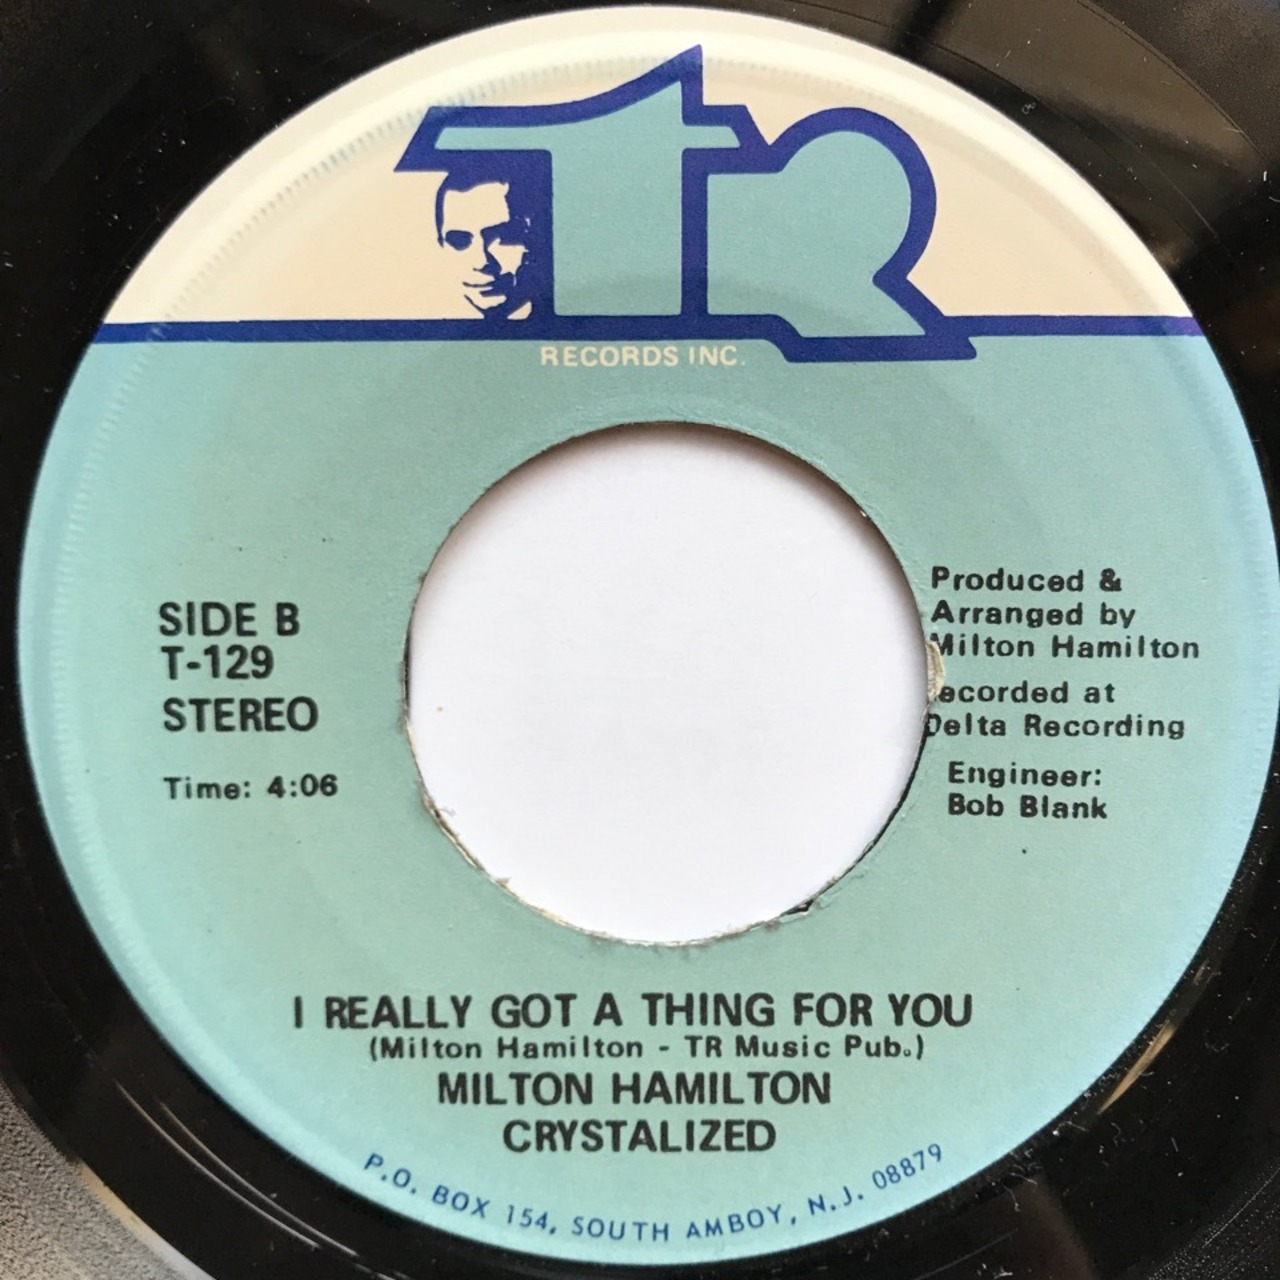 TR
RECORDS INC.
SIDE B
T-129
STEREO
Time: 4:06
Produced &
Arranged by
Milton Hamilton
ecorded at
Delta Recording
Engineer:
Bob Blank
I REALLY GOT A THING FOR YOU
(Milton Hamilton - TR Music Pub.)
MILTON HAMILTON
CRYSTALIZED
P.O. BOX 154, SOUTH AMBOY, N.J. 08879